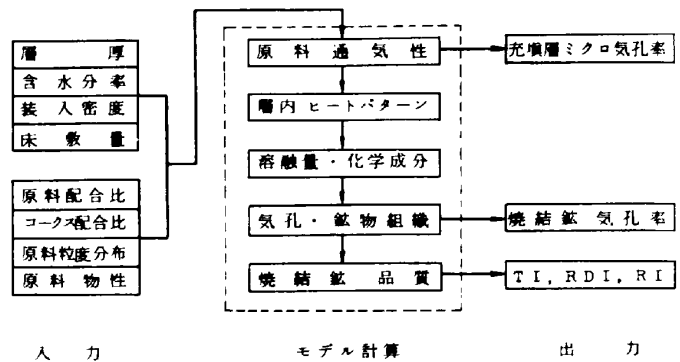 層厚
含水分率
装入密度
床敷量
原料配合比
コークス配合比
原料粒度分布
原料物性
入力
原料通気性
層内ヒートパターン
溶融量・化学成分
気孔・鉱物組織
焼結鉱品質
モデル計算
充填層ミクロ気孔率
焼結鉱気孔率
TI, RDI, RI
出力